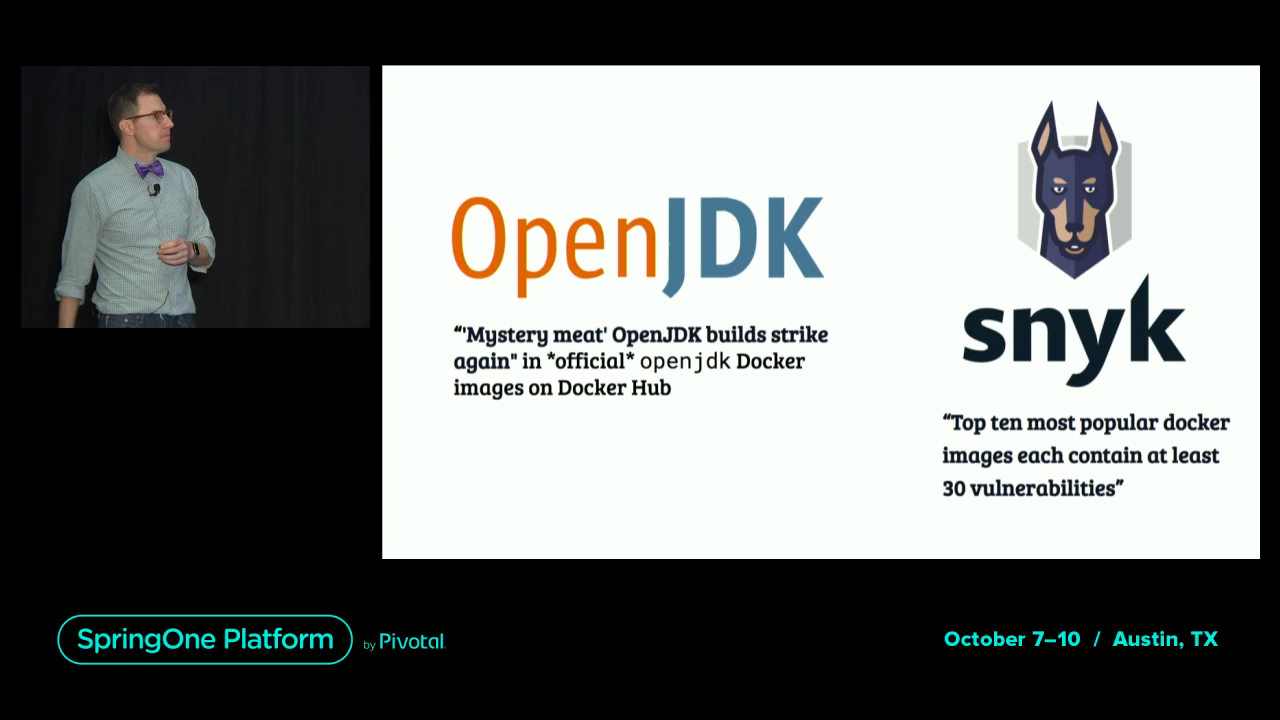 OpenJDK
“'Mystery meat' OpenJDK builds strike
again" in *official* openjdk Docker
images on Docker Hub
snyk
“Top ten most popular docker
images each contain at least
30 vulnerabilities”
SpringOne Platform by Pivotal.
October 7–10 / Austin, TX